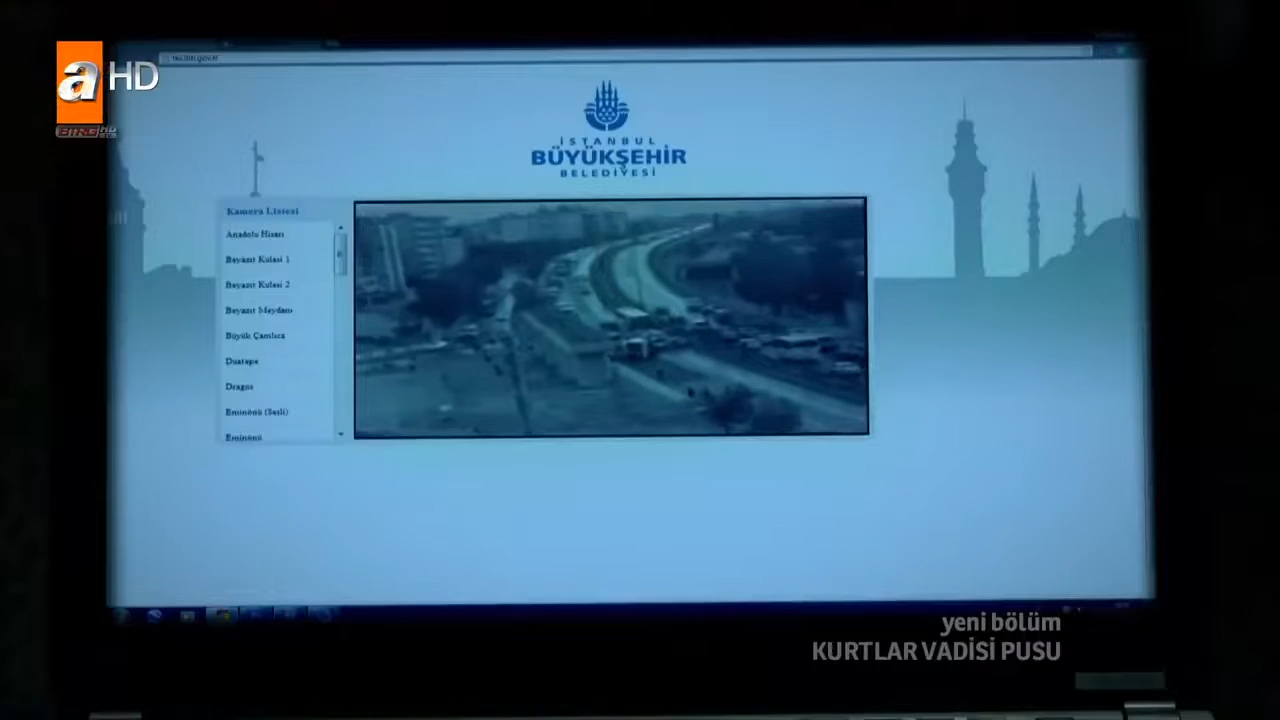 a HD
İSTANBUL
BÜYÜKŞEHİR
BELEDİYESİ
Kamera Listesi
Anadolu Hisarı
Beyazıt Kulesi 1
Beyazıt Kulesi 2
Beyazıt Meydanı
Büyük Çamlıca
Duatepe
Dragos
Eminönü (Sesli)
Eminönü
yeni bölüm
KURTLAR VADİSİ PUSU